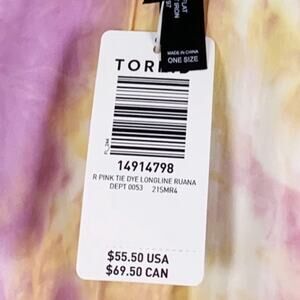 MADE IN CHINA
ONE SIZE
14914798
R PINK TIE DYE LONGLINE RUANA
DEPT 0053 21SMR4
$55.50 USA
$69.50 CAN